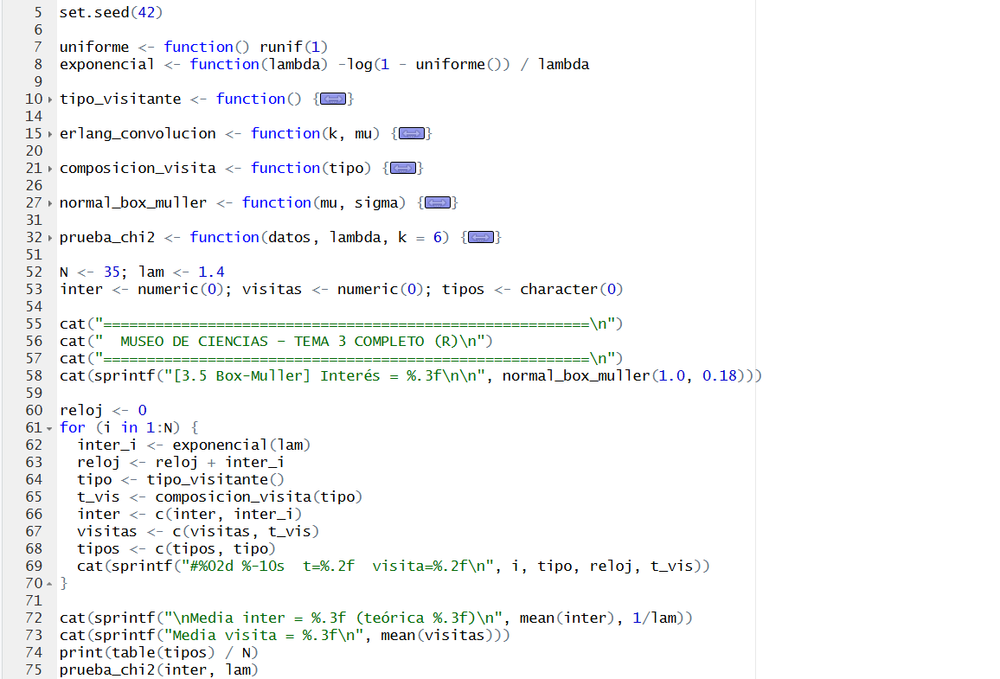 5 set.seed(42)
6
7 uniforme <- function() runif(1)
8 exponencial <- function(lambda) -log(1 - uniforme()) / lambda
9
10 tipo_visitante <- function() {}
14
15 erlang_convolucion <- function(k, mu) {}
20
21 composicion_visita <- function(tipo) {}
26
27 normal_box_muller <- function(mu, sigma) {}
31
32 prueba_chi2 <- function(datos, lambda, k = 6) {}
51
52 N <- 35; lam <- 1.4
53 inter <- numeric(0); visitas <- numeric(0); tipos <- character(0)
54
55 cat("========================================================\n")
56 cat("  MUSEO DE CIENCIAS - TEMA 3 COMPLETO (R)\n")
57 cat("========================================================\n")
58 cat(sprintf("[3.5 Box-Muller] Interés = %.3f\n\n", normal_box_muller(1.0, 0.18)))
59
60 reloj <- 0
61 for (i in 1:N) {
62   inter_i <- exponencial(lam)
63   reloj <- reloj + inter_i
64   tipo <- tipo_visitante()
65   t_vis <- composicion_visita(tipo)
66   inter <- c(inter, inter_i)
67   visitas <- c(visitas, t_vis)
68   tipos <- c(tipos, tipo)
69   cat(sprintf("#%02d %-10s  t=%.2f  visita=%.2f\n", i, tipo, reloj, t_vis))
70 }
71
72 cat(sprintf("\nMedia inter = %.3f (teórica %.3f)\n", mean(inter), 1/lam))
73 cat(sprintf("Media visita = %.3f\n", mean(visitas)))
74 print(table(tipos) / N)
75 prueba_chi2(inter, lam)